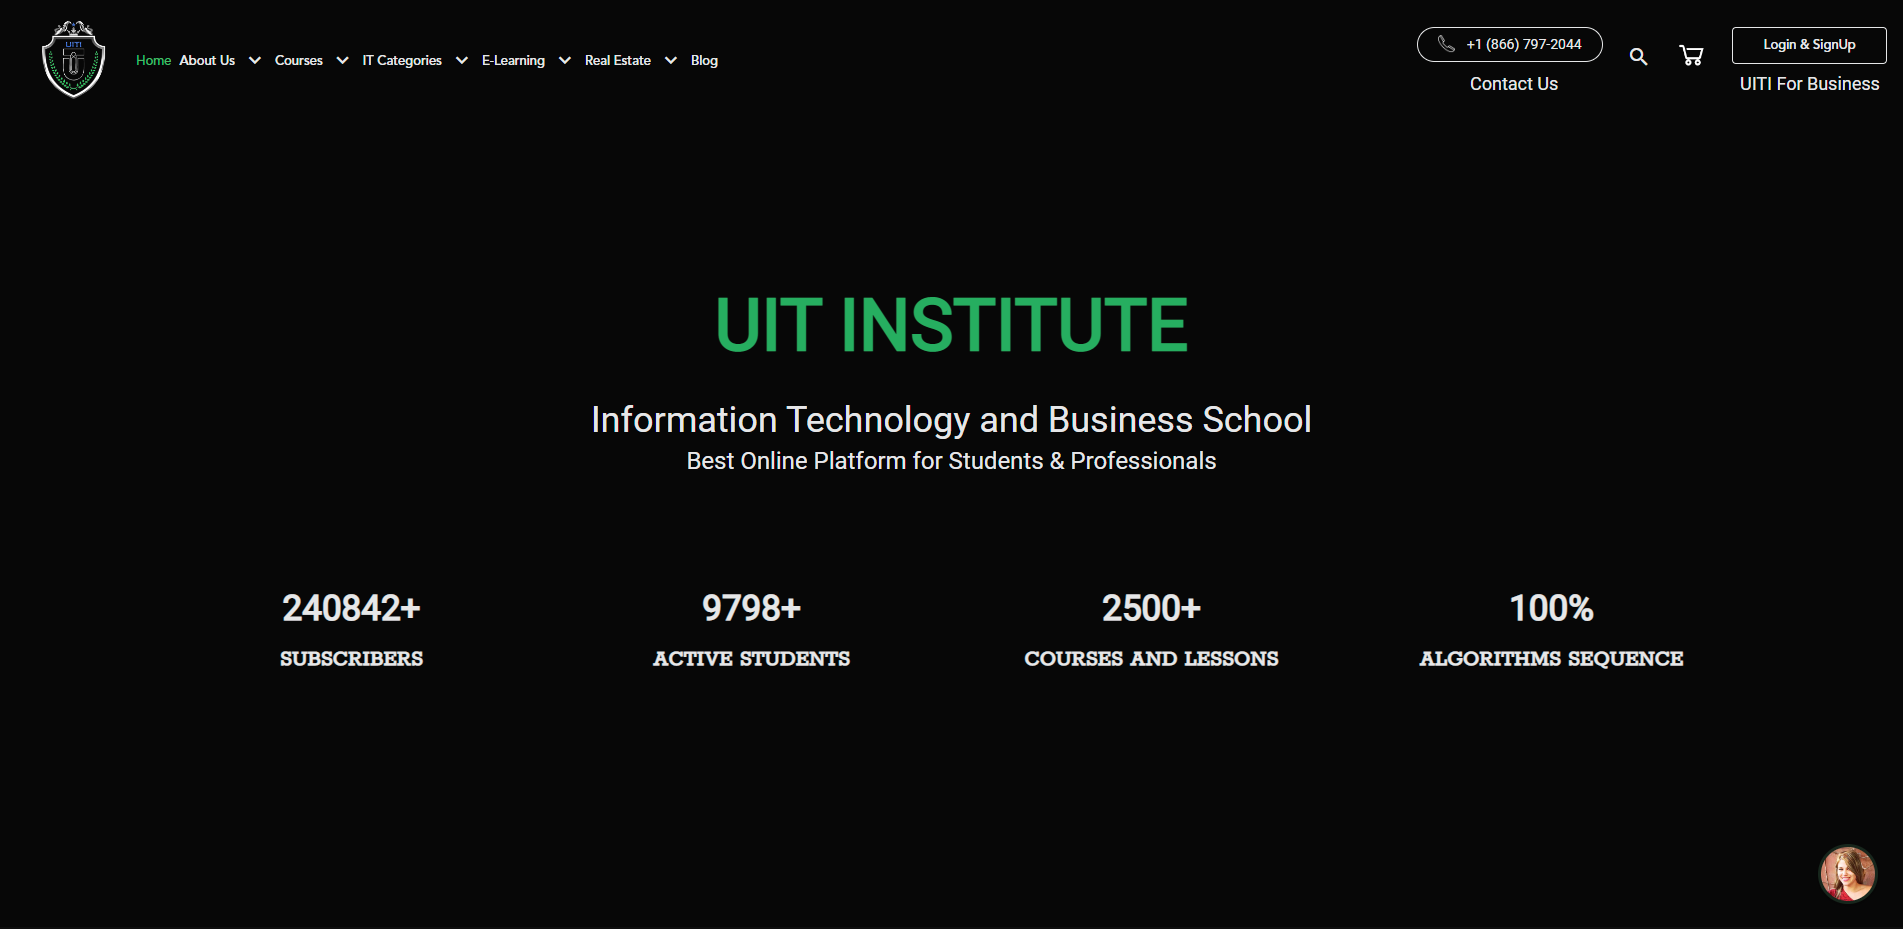 UITI
Home About Us Courses IT Categories E-Learning Real Estate Blog
+1 (866) 797-2044
Contact Us
Login & SignUp
UITI For Business
UIT INSTITUTE
Information Technology and Business School
Best Online Platform for Students & Professionals
240842+
SUBSCRIBERS
9798+
ACTIVE STUDENTS
2500+
COURSES AND LESSONS
100%
ALGORITHMS SEQUENCE